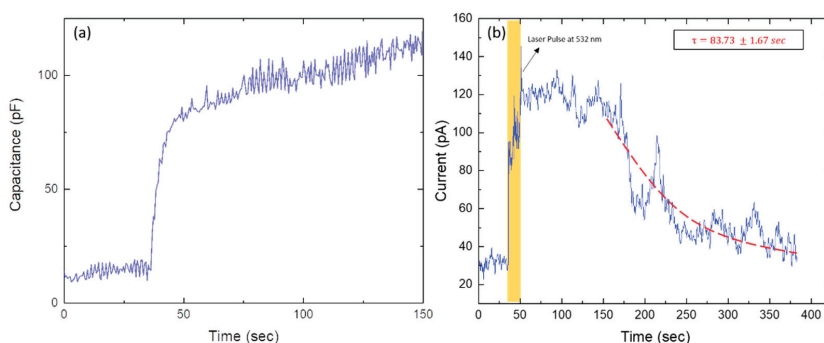 (a)
Capacitance (pF)
100
50
0
0 50 100 150
Time (sec)
(b)
Laser Pulse at 532 nm
τ = 83.73 ± 1.67 sec
Current (pA)
160
140
120
100
80
60
40
20
0 50 100 150 200 250 300 350 400
Time (sec)